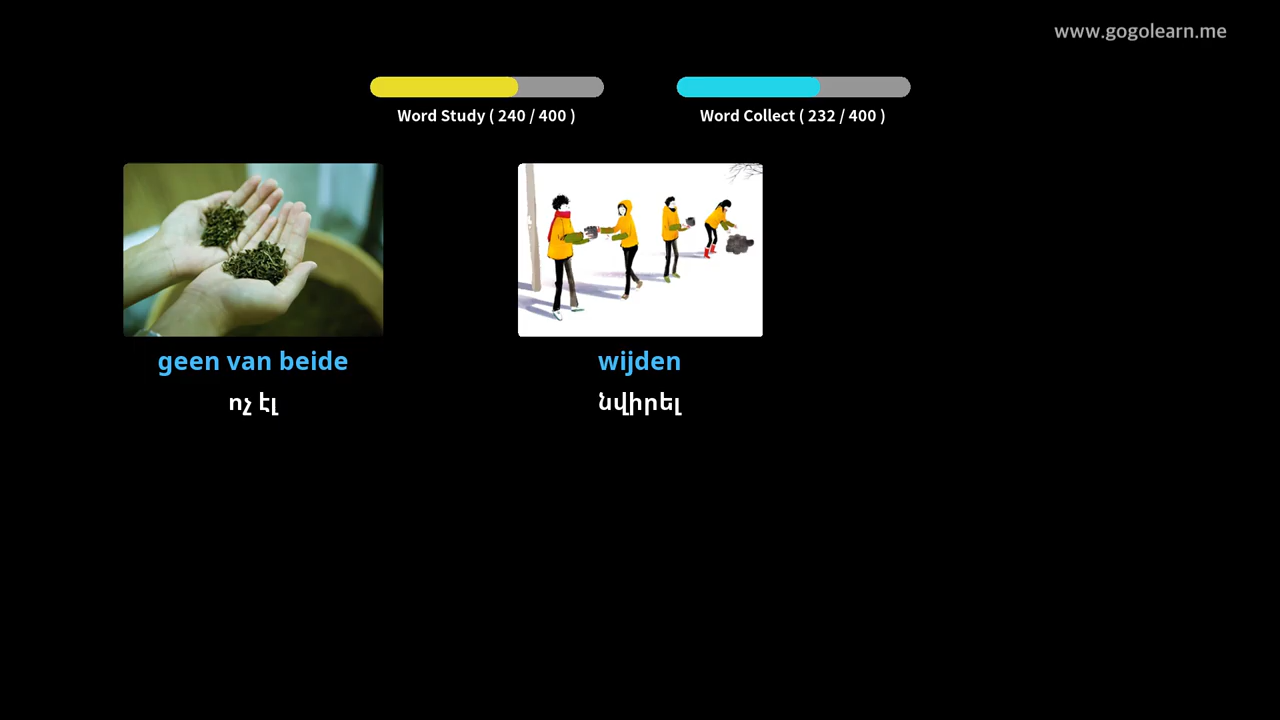 www.gogolearn.me
Word Study ( 240 / 400 )
Word Collect ( 232 / 400 )
geen van beide
ոչ էլ
wijden
նվիրել